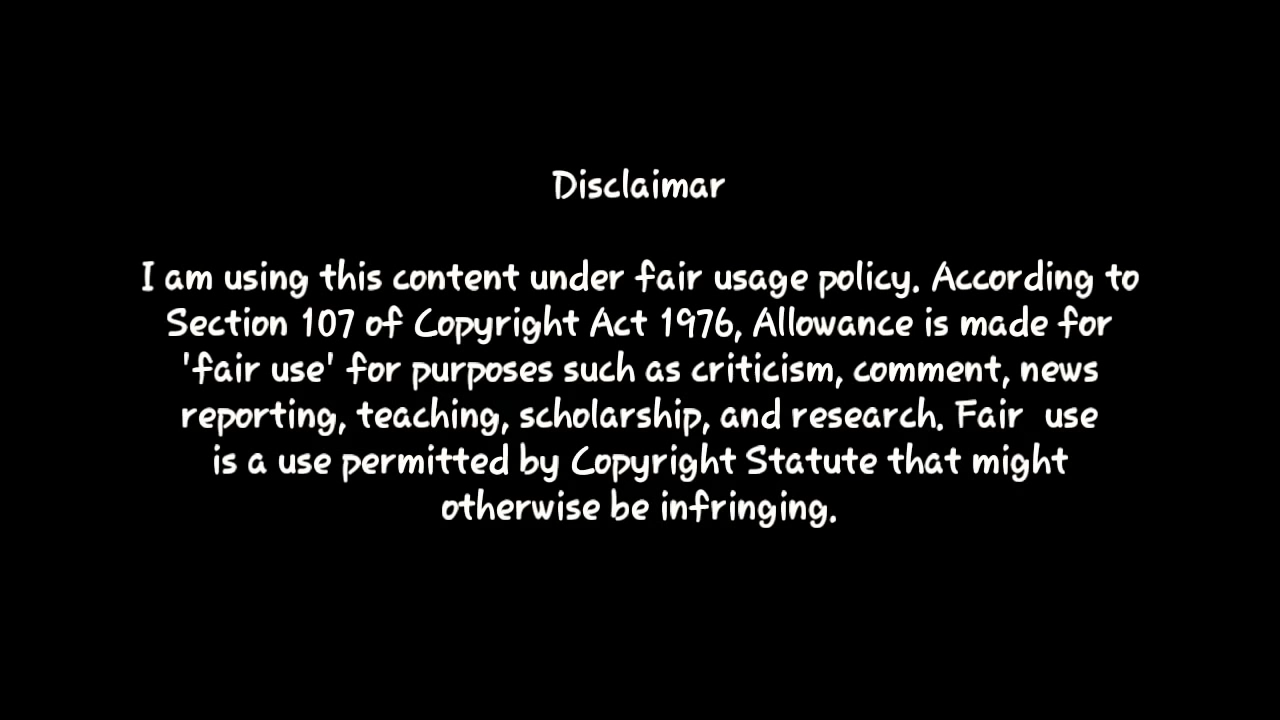 Disclaimar
I am using this content under fair usage policy. According to
Section 107 of Copyright Act 1976, Allowance is made for
'fair use' for purposes such as criticism, comment, news
reporting, teaching, scholarship, and research. Fair  use
is a use permitted by Copyright Statute that might
otherwise be infringing.